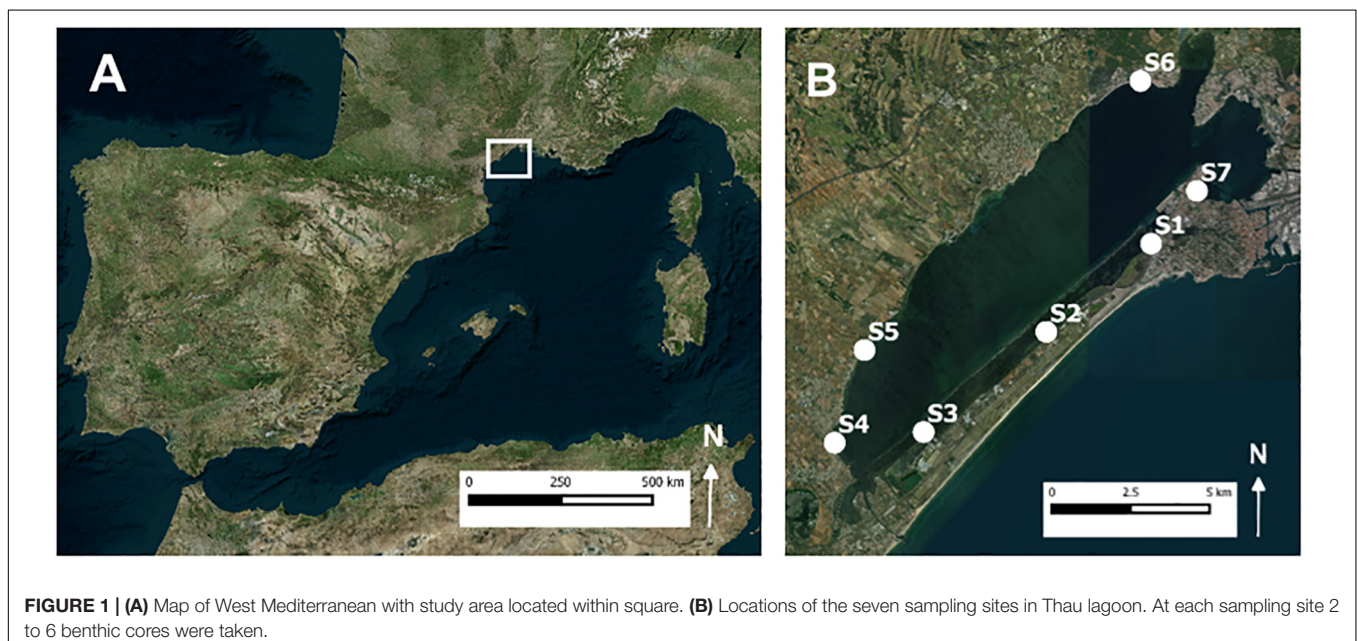 A
N
0 250 500 km
B
S6
S7
S1
S2
S5
S3
S4
N
0 2.5 5 km
FIGURE 1 | (A) Map of West Mediterranean with study area located within square. (B) Locations of the seven sampling sites in Thau lagoon. At each sampling site 2
to 6 benthic cores were taken.